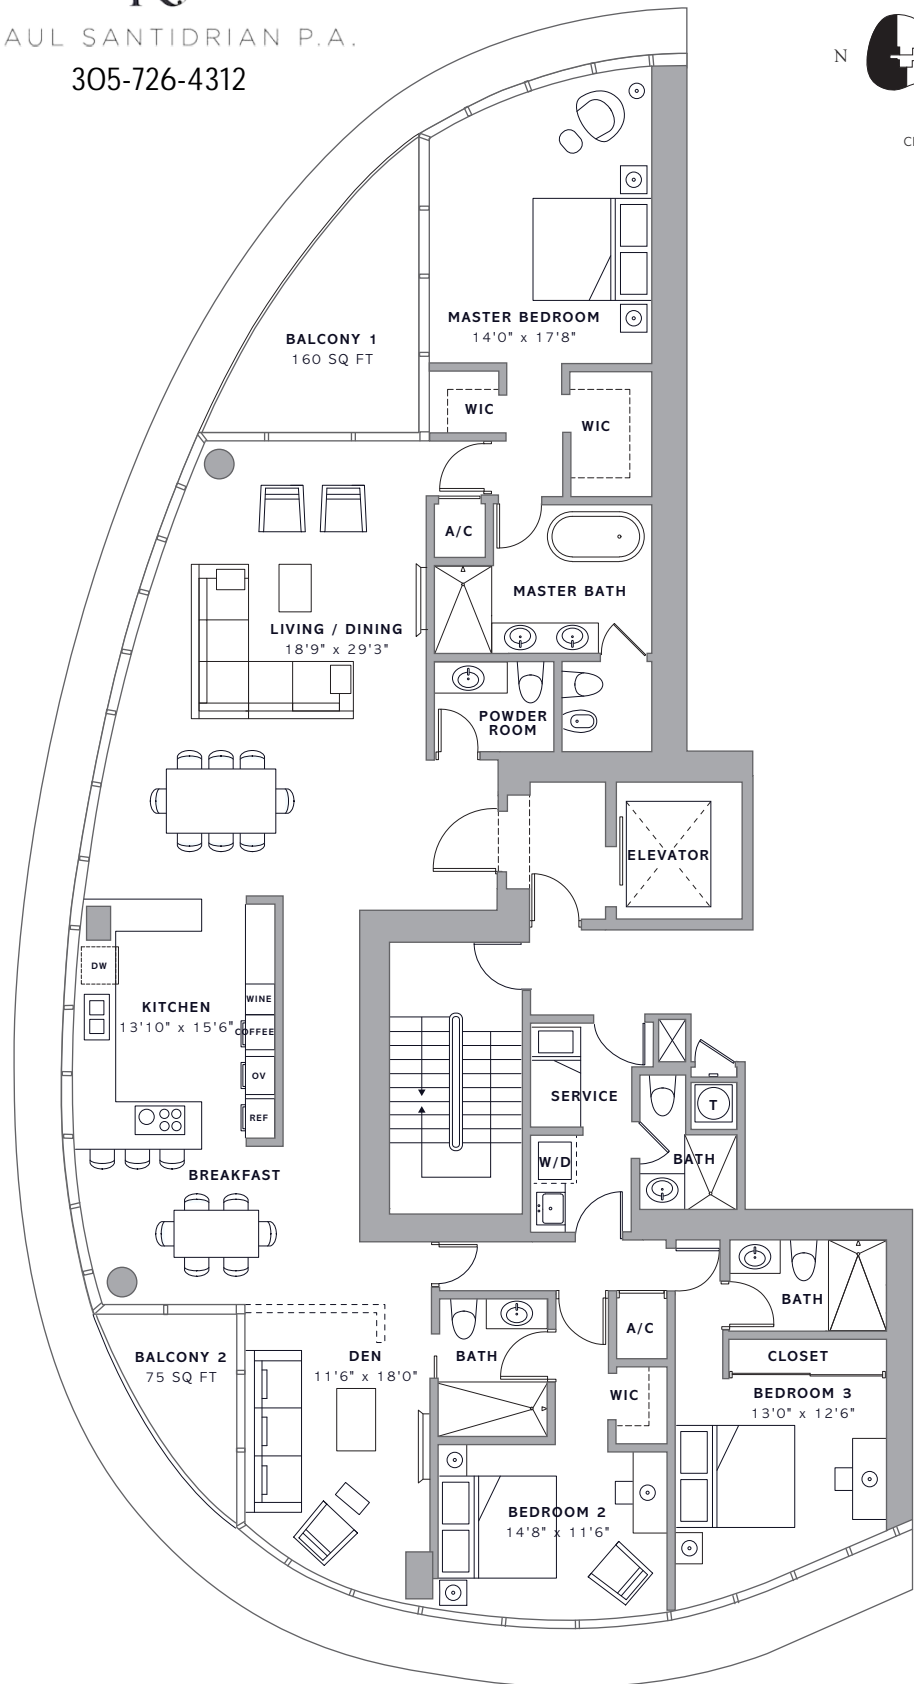 AUL SANTIDRIAN P.A.
305-726-4312
N
MASTER BEDROOM
14'0" x 17'8"
BALCONY 1
160 SQ FT
WIC
WIC
A/C
MASTER BATH
LIVING / DINING
18'9" x 29'3"
POWDER
ROOM
ELEVATOR
DW
WINE
KITCHEN
13'10" x 15'6"
COFFEE
OV
REF
SERVICE
T
W/D
BATH
BREAKFAST
BATH
A/C
BALCONY 2
75 SQ FT
DEN
11'6" x 18'0"
BATH
CLOSET
WIC
BEDROOM 3
13'0" x 12'6"
BEDROOM 2
14'8" x 11'6"